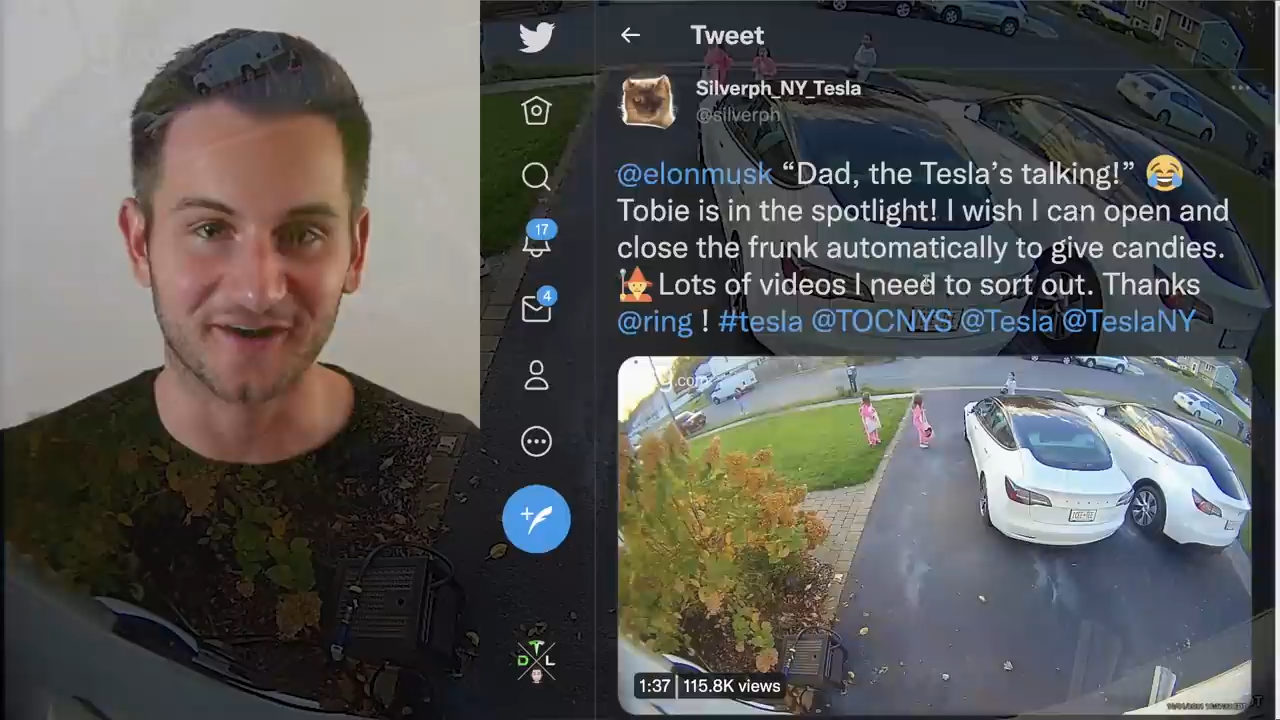 Tweet
Silverph_NY_Tesla
@silverph
@elonmusk “Dad, the Tesla’s talking!” 😂
Tobie is in the spotlight! I wish I can open and
close the frunk automatically to give candies.
Lots of videos I need to sort out. Thanks
@ring ! #tesla @TOCNYS @Tesla @TeslaNY
17
4
.com
1:37 115.8K views
D L